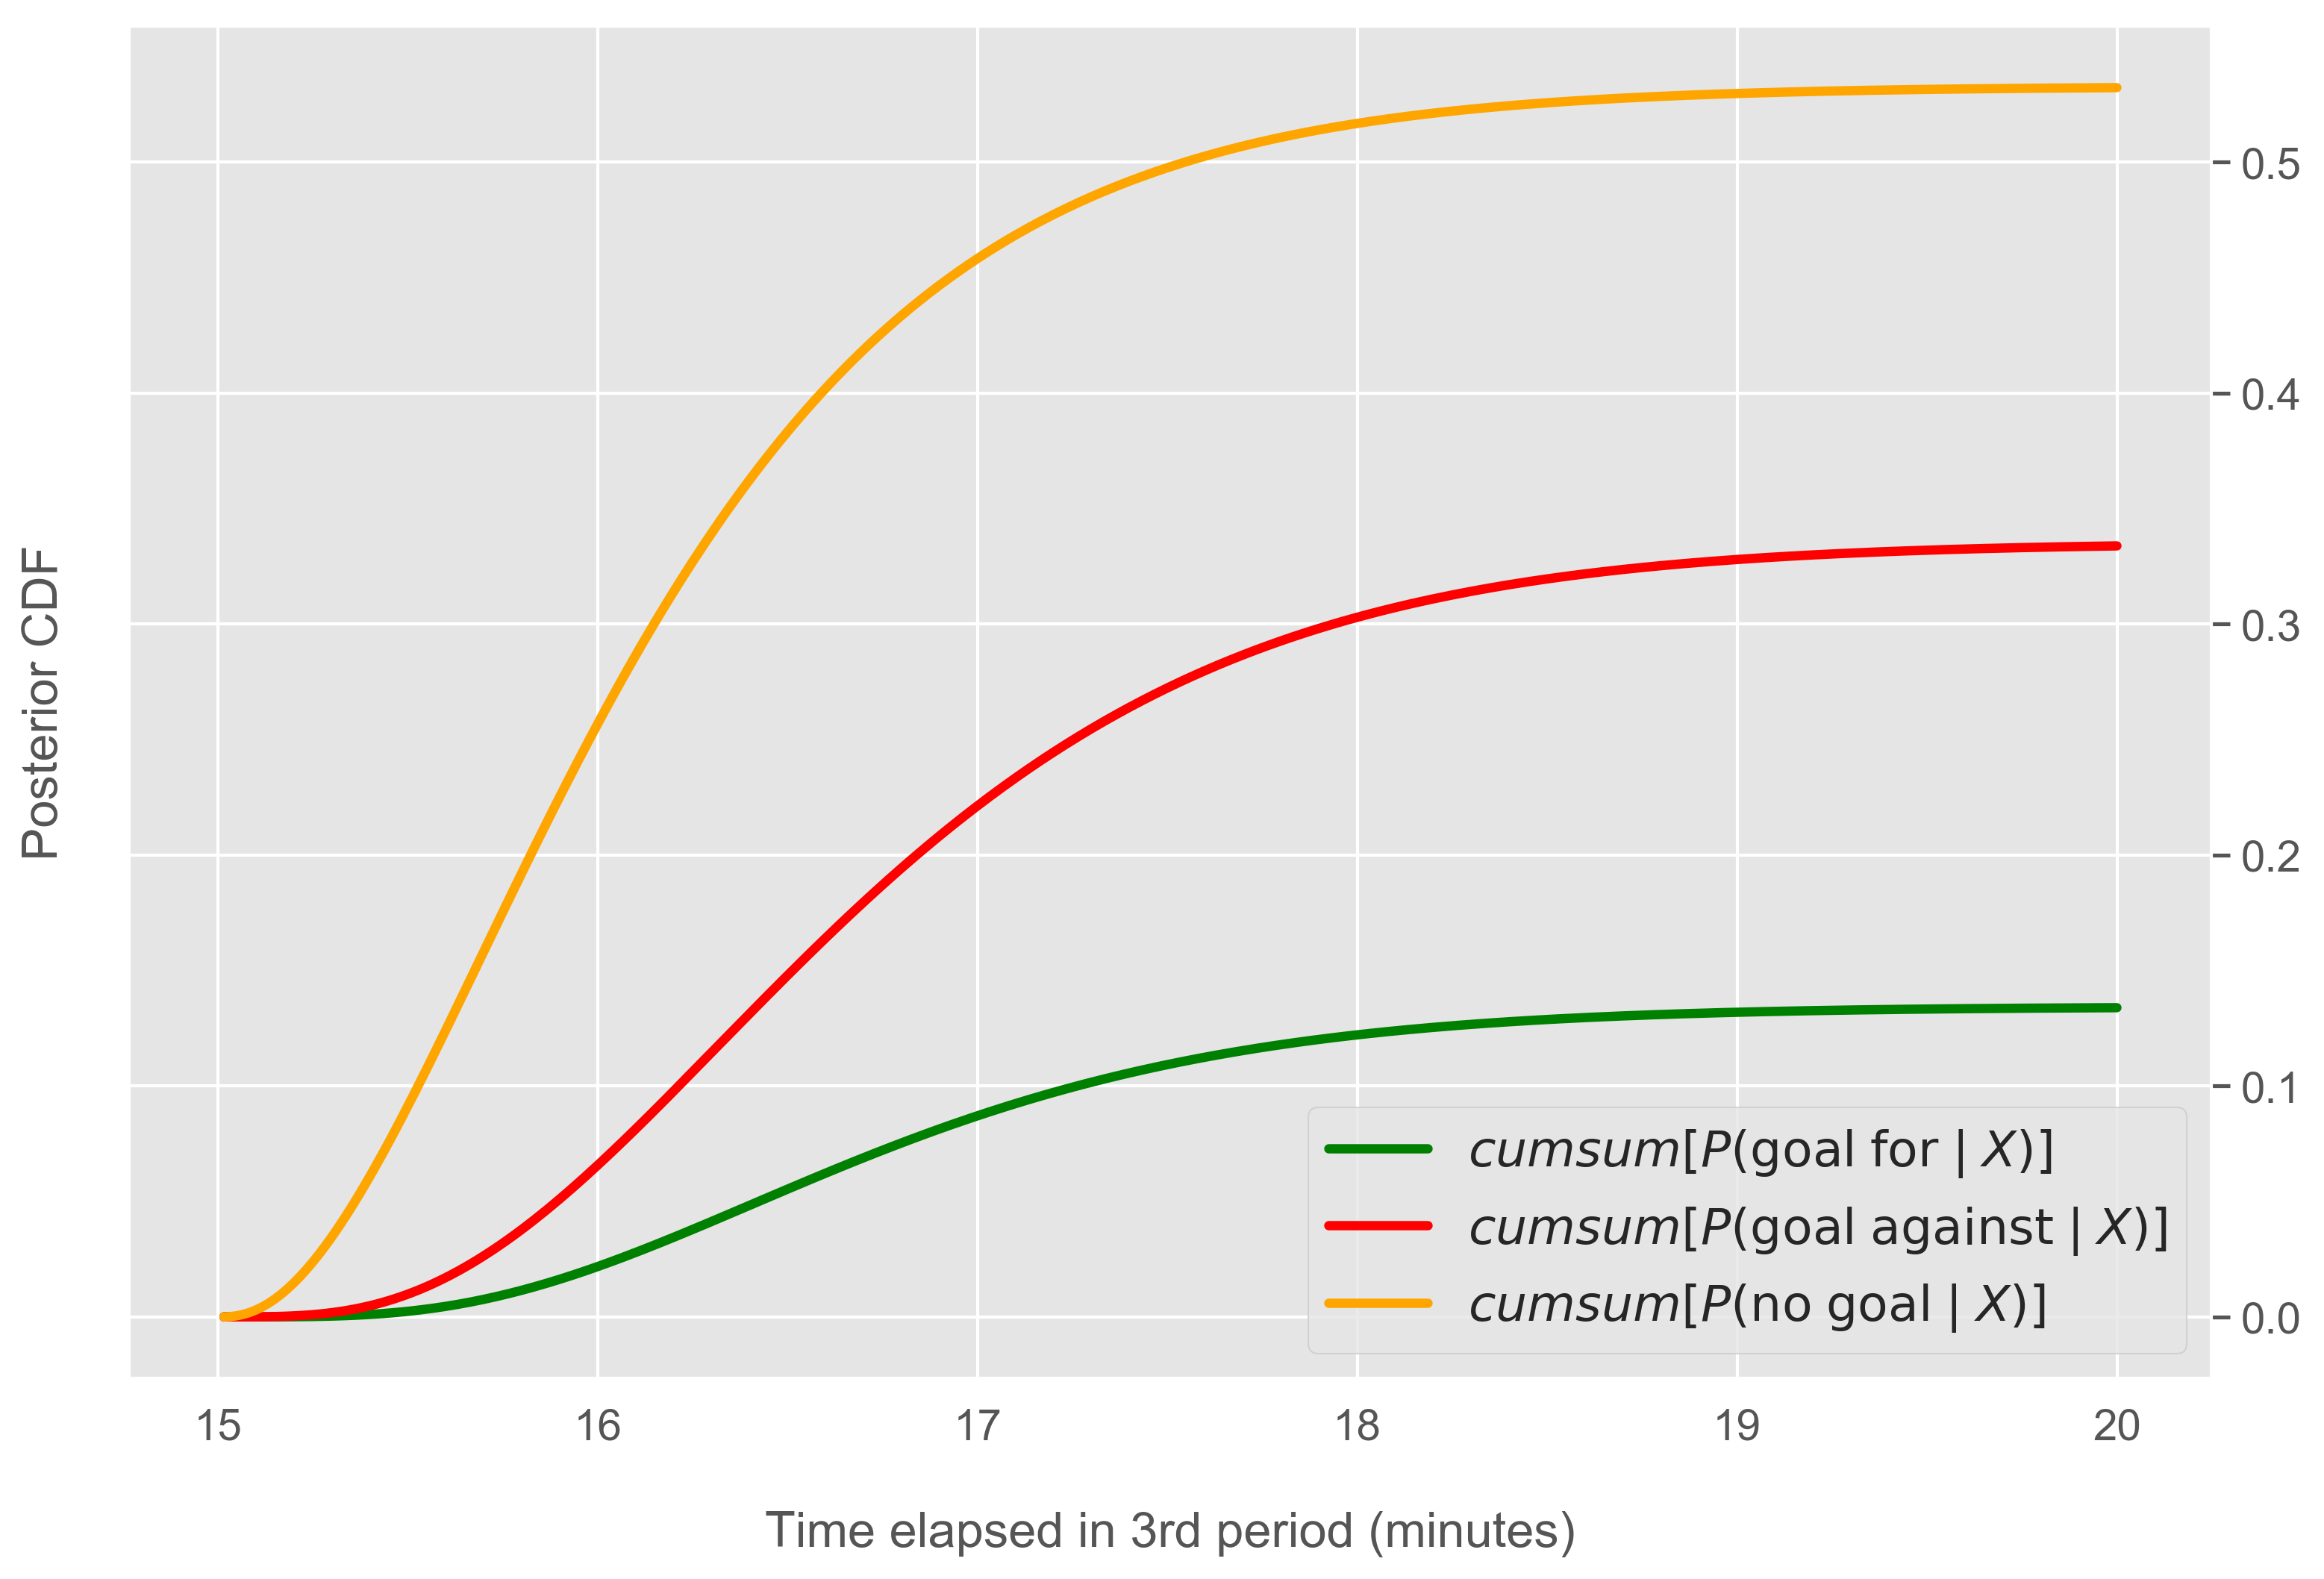 Posterior CDF
0.5
0.4
0.3
0.2
0.1
0.0
cumsum[P(goal for | X)]
cumsum[P(goal against | X)]
cumsum[P(no goal | X)]
15 16 17 18 19 20
Time elapsed in 3rd period (minutes)